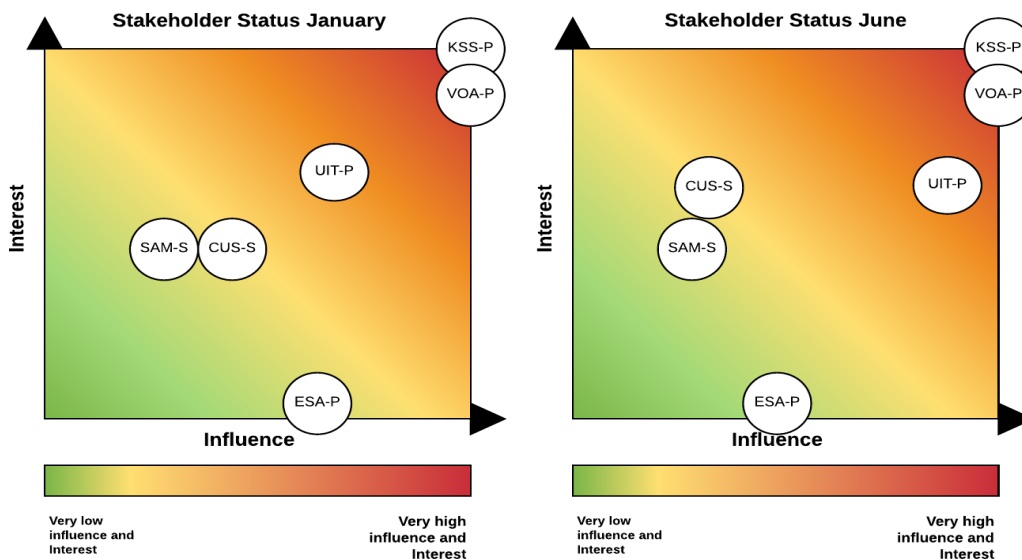 Stakeholder Status January
KSS-P
VOA-P
UIT-P
SAM-S
CUS-S
ESA-P
Interest
Influence
Very low
influence and
Interest
Very high
influence and
Interest
Stakeholder Status June
KSS-P
VOA-P
CUS-S
UIT-P
SAM-S
ESA-P
Interest
Influence
Very low
influence and
Interest
Very high
influence and
Interest